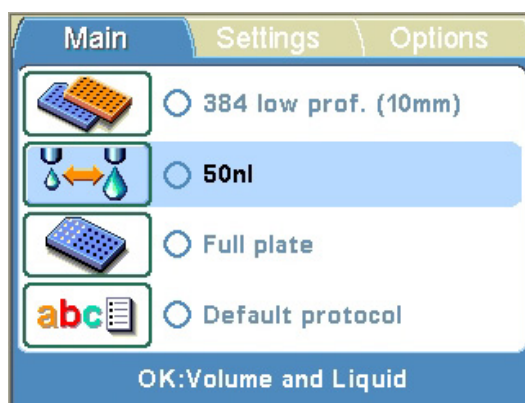 Main Settings Options
384 low prof. (10mm)
50nl
Full plate
abc Default protocol
OK:Volume and Liquid